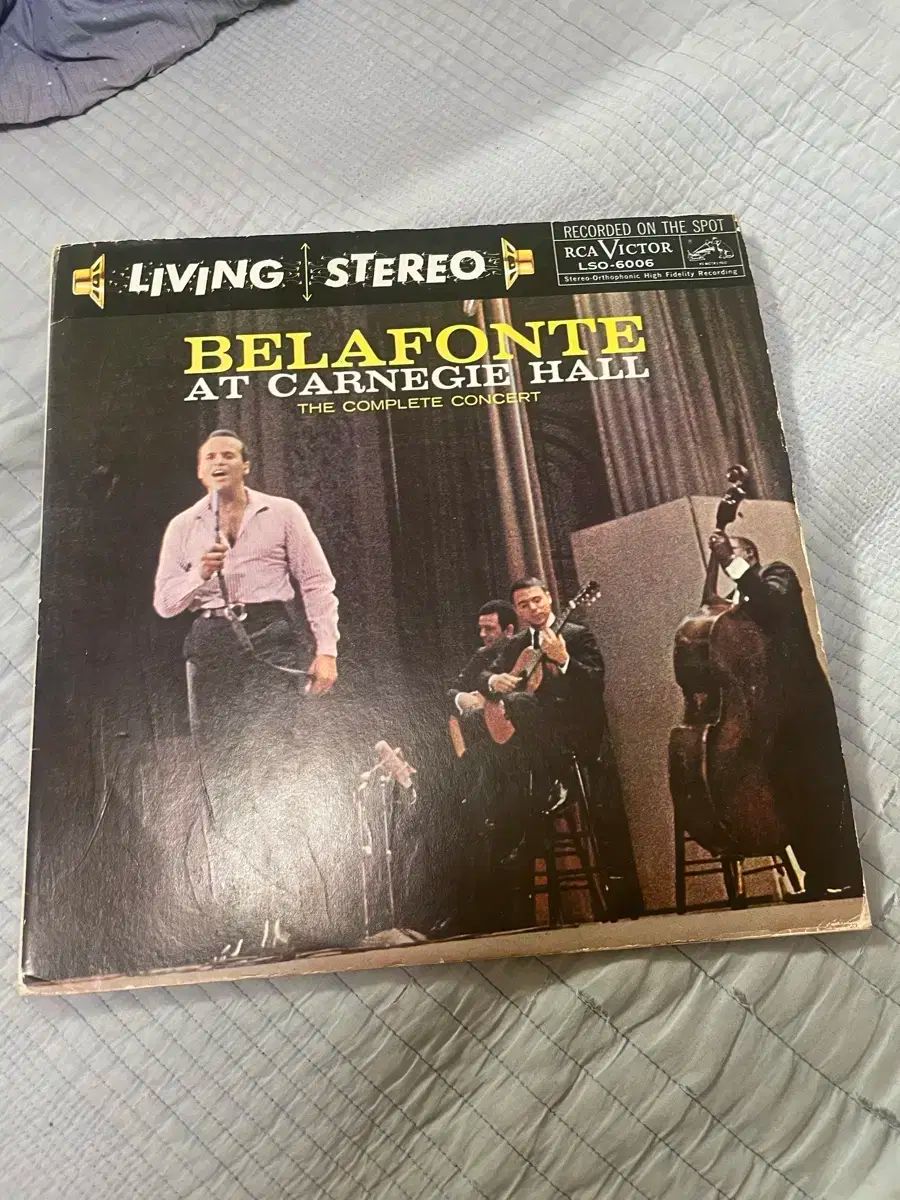 LIVING STEREO
RECORDED ON THE SPOT
RCA VICTOR
LSO-6006
Stereo-Orthophonic High Fidelity Recording
BELAFONTE
AT CARNEGIE HALL
THE COMPLETE CONCERT